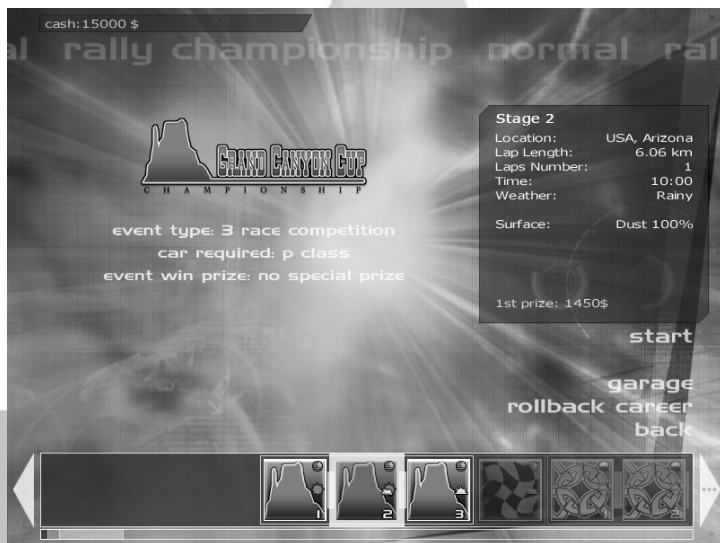 cash:15000 $
al rally championship normal ral
GRAND CANYON CUP
CHAMPIONSHIP
event type: 3 race competition
car required: p class
event win prize: no special prize
Stage 2
Location: USA, Arizona
Lap Length: 6.06 km
Laps Number: 1
Time: 10:00
Weather: Rainy
Surface: Dust 100%
1st prize: 1450$
start
garage
rollback career
back
1 2 3 1 2
...